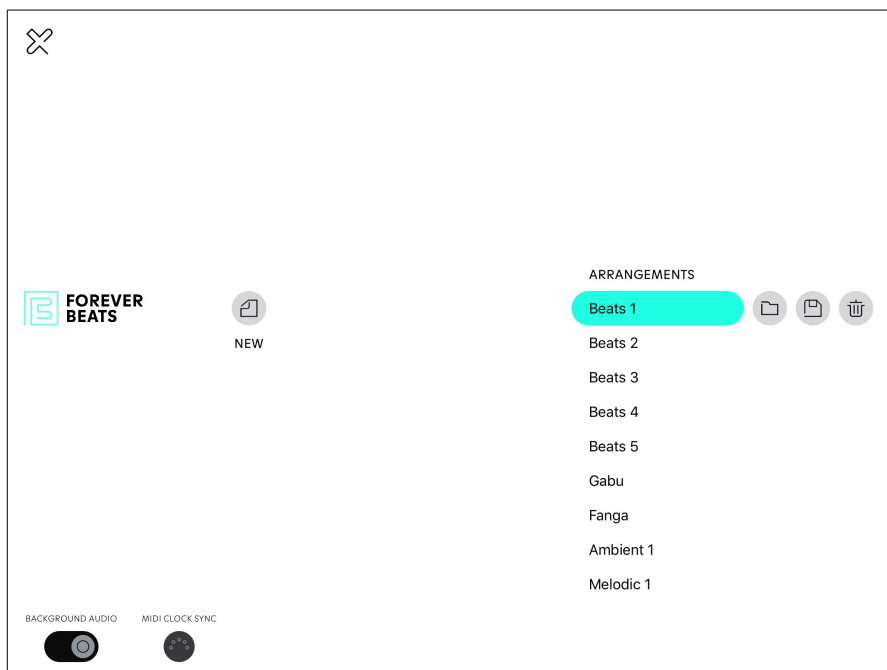 FOREVER
BEATS
NEW
ARRANGEMENTS
Beats 1
Beats 2
Beats 3
Beats 4
Beats 5
Gabu
Fanga
Ambient 1
Melodic 1
BACKGROUND AUDIO
MIDI CLOCK SYNC